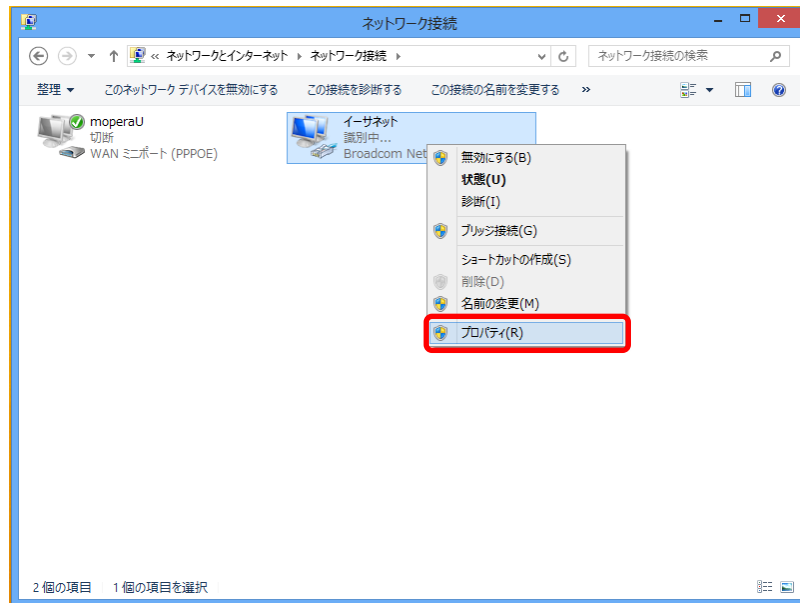 ネットワーク接続
« ネットワークとインターネット ▸ ネットワーク接続 ▸
ネットワーク接続の検索
整理 ▼ このネットワーク デバイスを無効にする この接続を診断する この接続の名前を変更する »
moperaU
切断
WAN ミニポート (PPPOE)
イーサネット
識別中...
Broadcom Net
無効にする(B)
状態(U)
診断(I)
ブリッジ接続(G)
ショートカットの作成(S)
削除(D)
名前の変更(M)
プロパティ(R)
2 個の項目 1 個の項目を選択